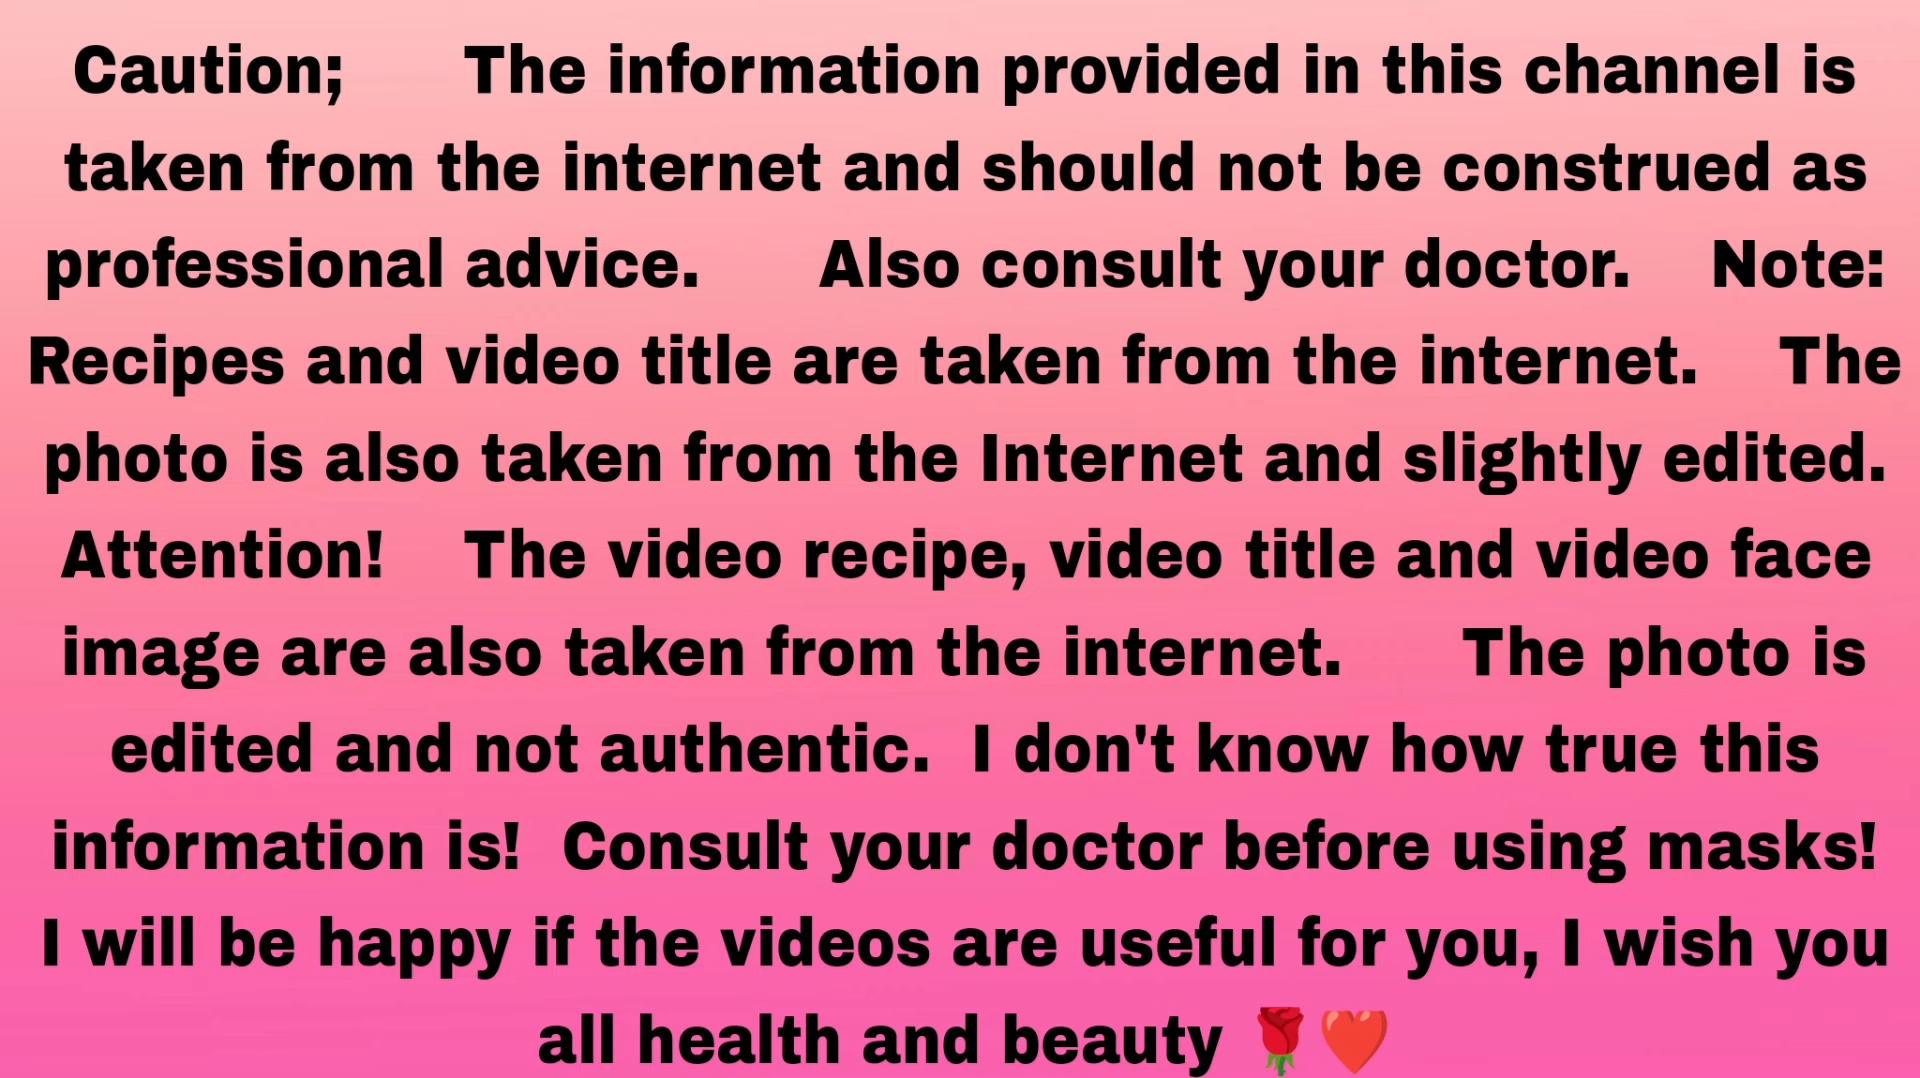 Caution; The information provided in this channel is
taken from the internet and should not be construed as
professional advice. Also consult your doctor. Note:
Recipes and video title are taken from the internet. The
photo is also taken from the Internet and slightly edited.
Attention! The video recipe, video title and video face
image are also taken from the internet. The photo is
edited and not authentic. I don't know how true this
information is! Consult your doctor before using masks!
I will be happy if the videos are useful for you, I wish you
all health and beauty 🌹❤️